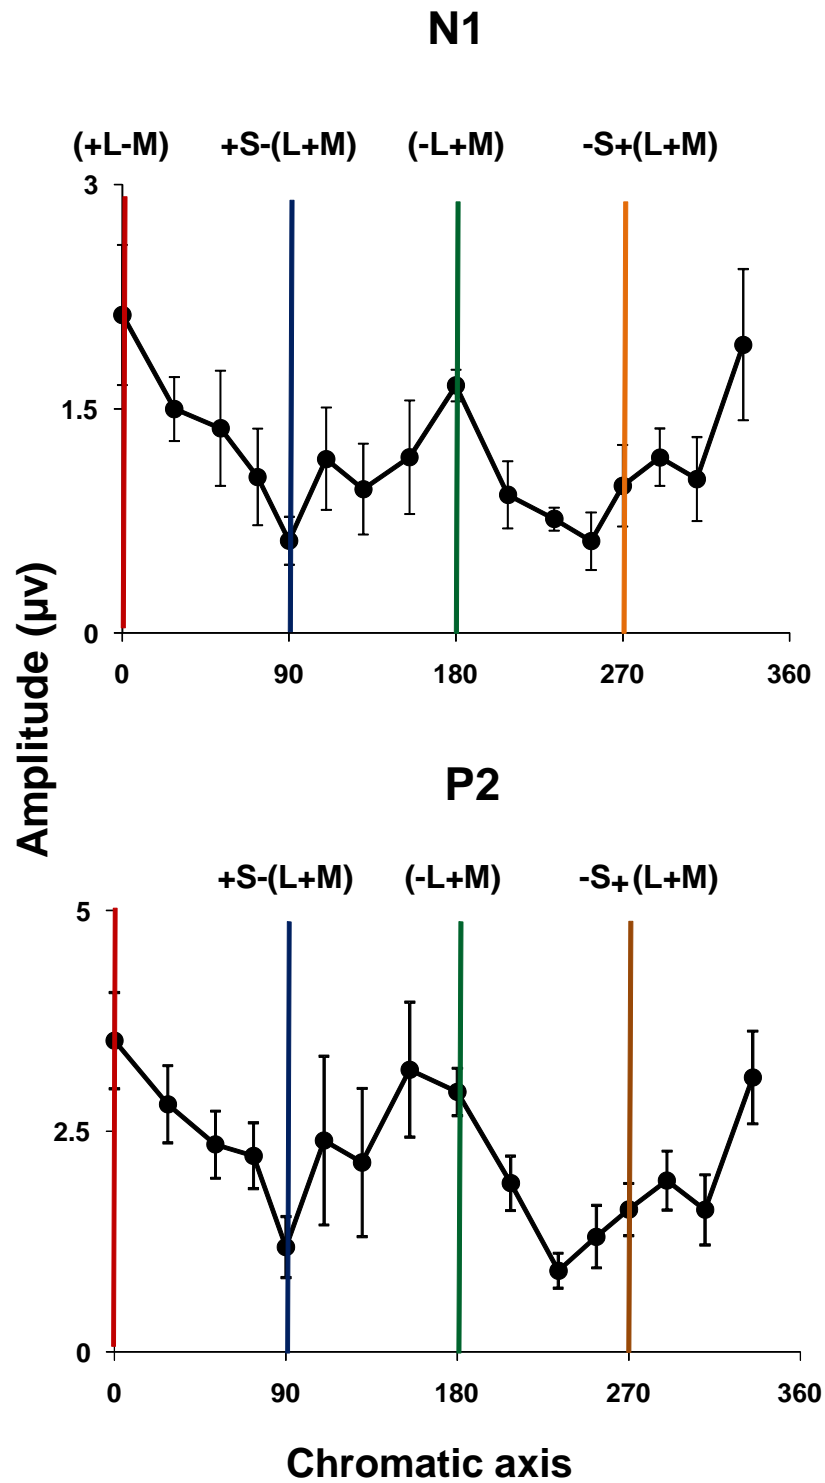 N1
(+L-M) +S-(L+M) (-L+M) -S+(L+M)
3
1.5
0
0 90 180 270 360
Amplitude (μv)
P2
+S-(L+M) (-L+M) -S+(L+M)
5
2.5
0
0 90 180 270 360
Chromatic axis